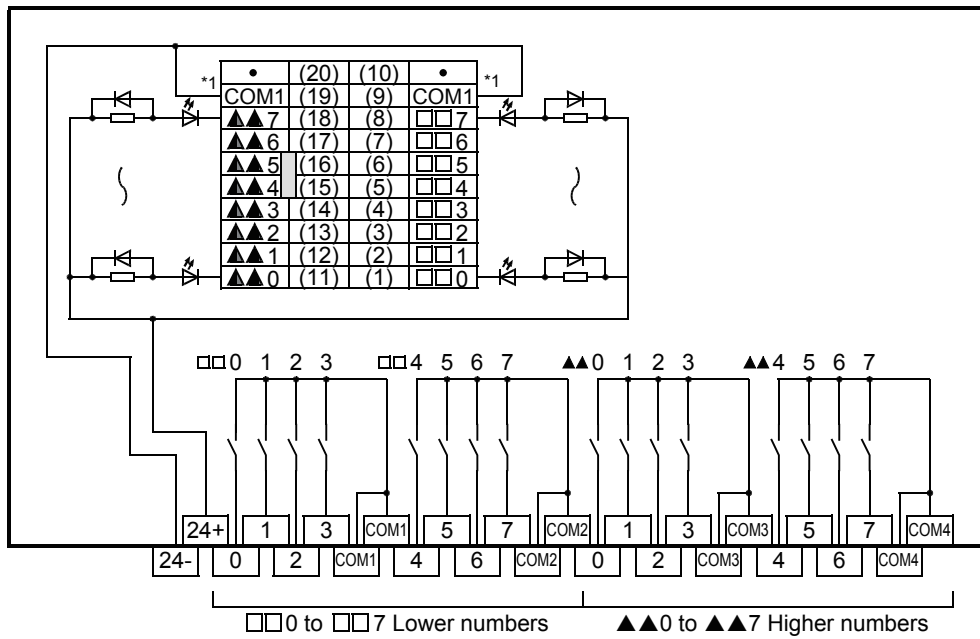 *1 • (20) (10) • *1
COM1 (19) (9) COM1
▲▲7 (18) (8) □□7
▲▲6 (17) (7) □□6
▲▲5 (16) (6) □□5
▲▲4 (15) (5) □□4
▲▲3 (14) (4) □□3
▲▲2 (13) (3) □□2
▲▲1 (12) (2) □□1
▲▲0 (11) (1) □□0
□□0 1 2 3 □□4 5 6 7 ▲▲0 1 2 3 ▲▲4 5 6 7
24+ 1 3 COM1 5 7 COM2 1 3 COM3 5 7 COM4
24- 0 2 COM1 4 6 COM2 0 2 COM3 4 6 COM4
□□0 to □□7 Lower numbers ▲▲0 to ▲▲7 Higher numbers